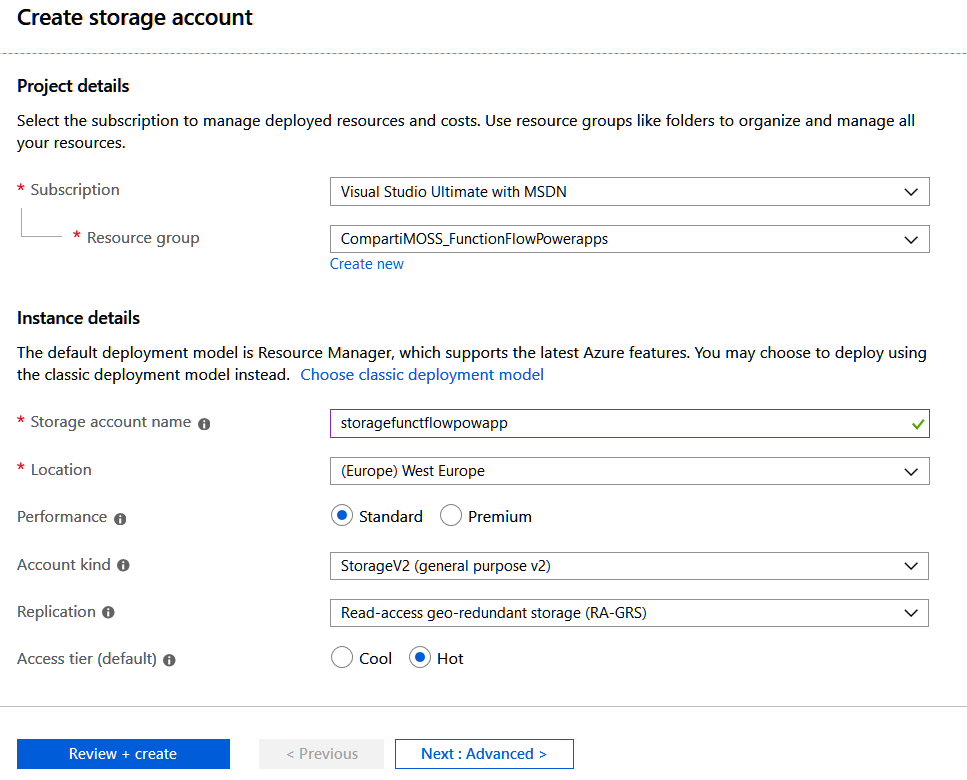 Create storage account
Project details
Select the subscription to manage deployed resources and costs. Use resource groups like folders to organize and manage all
your resources.
* Subscription
Visual Studio Ultimate with MSDN
* Resource group
CompartiMOSS_FunctionFlowPowerapps
Create new
Instance details
The default deployment model is Resource Manager, which supports the latest Azure features. You may choose to deploy using
the classic deployment model instead. Choose classic deployment model
* Storage account name
storagefunctflowpowapp
* Location
(Europe) West Europe
Performance
Standard Premium
Account kind
StorageV2 (general purpose v2)
Replication
Read-access geo-redundant storage (RA-GRS)
Access tier (default)
Cool Hot
Review + create < Previous Next : Advanced >